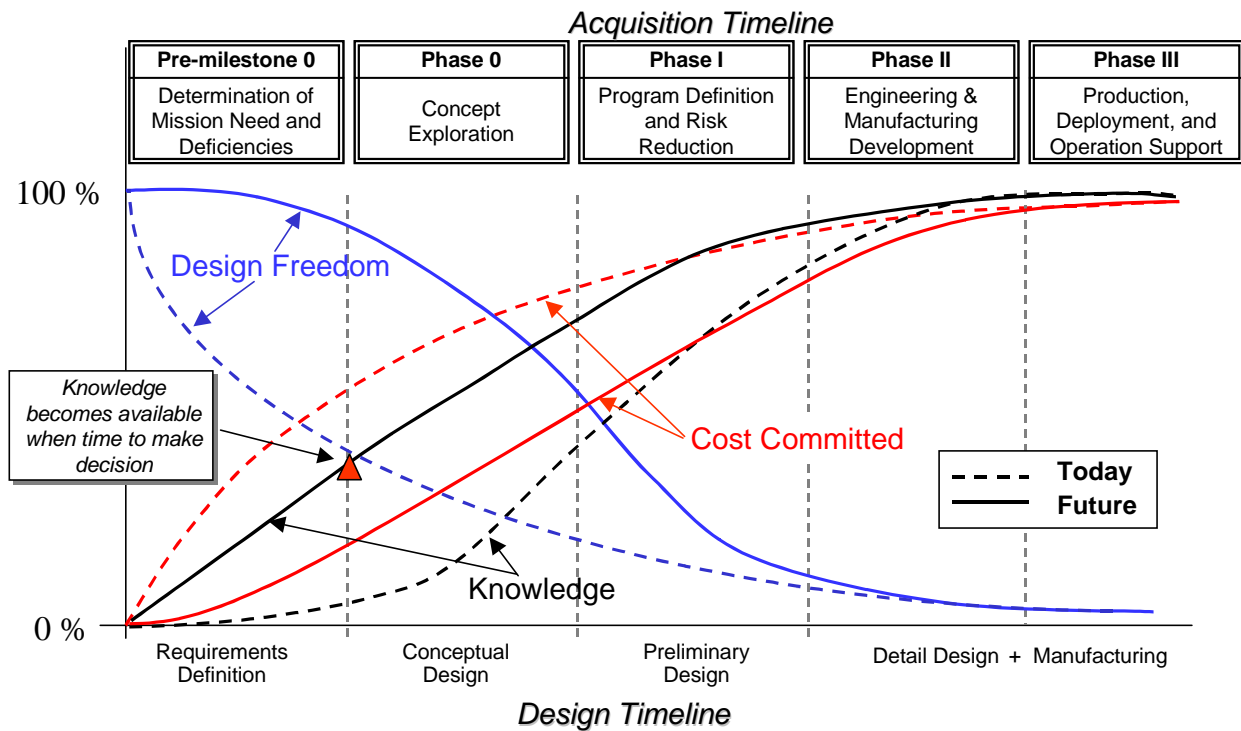 Acquisition Timeline
Pre-milestone 0
Determination of
Mission Need and
Deficiencies
Phase 0
Concept
Exploration
Phase I
Program Definition
and Risk
Reduction
Phase II
Engineering &
Manufacturing
Development
Phase III
Production,
Deployment, and
Operation Support
100 %
Design Freedom
Knowledge
becomes available
when time to make
decision
Cost Committed
Today
Future
Knowledge
0 %
Requirements
Definition
Conceptual
Design
Preliminary
Design
Detail Design + Manufacturing
Design Timeline